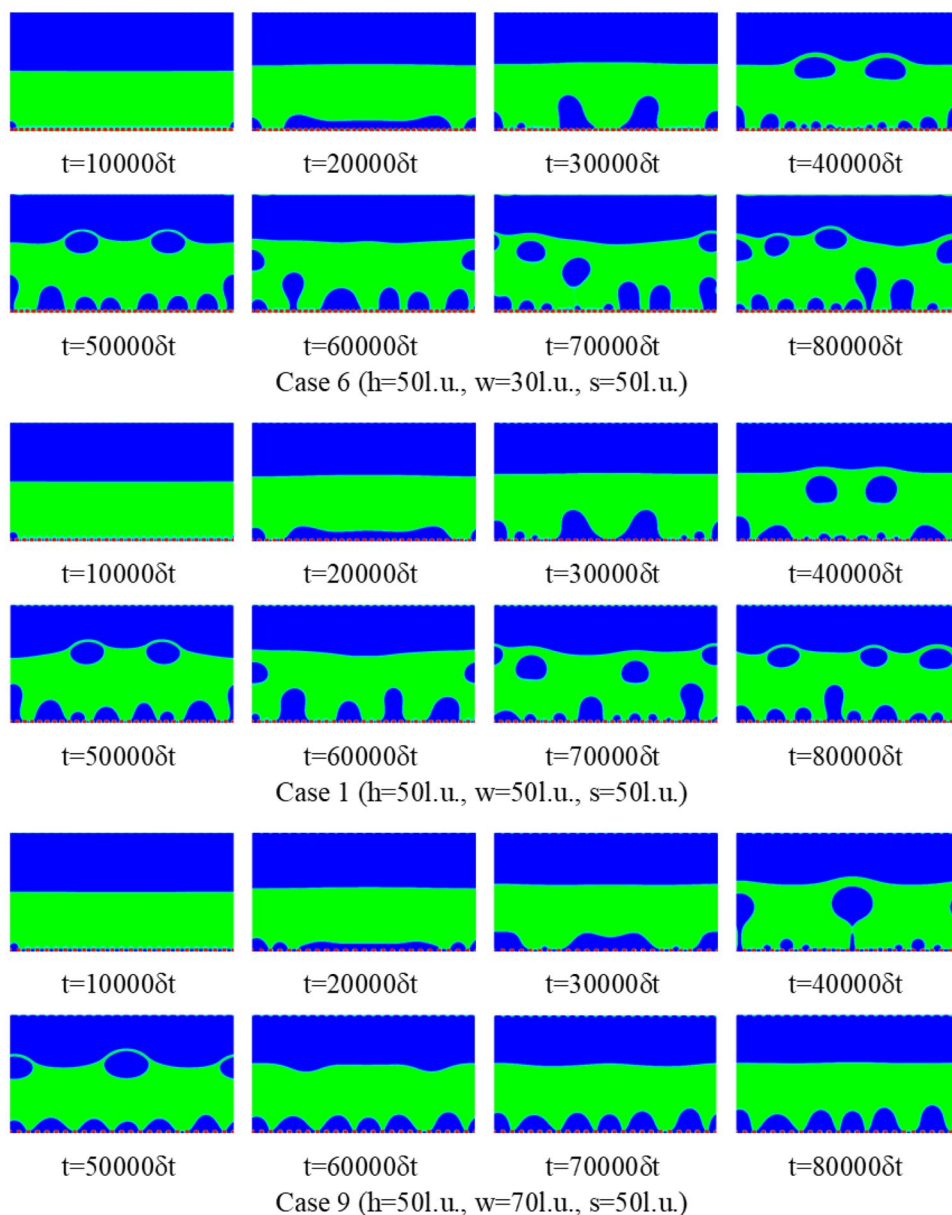 t=10000δt t=20000δt t=30000δt t=40000δt
t=50000δt t=60000δt t=70000δt t=80000δt
Case 6 (h=50l.u., w=30l.u., s=50l.u.)
t=10000δt t=20000δt t=30000δt t=40000δt
t=50000δt t=60000δt t=70000δt t=80000δt
Case 1 (h=50l.u., w=50l.u., s=50l.u.)
t=10000δt t=20000δt t=30000δt t=40000δt
t=50000δt t=60000δt t=70000δt t=80000δt
Case 9 (h=50l.u., w=70l.u., s=50l.u.)